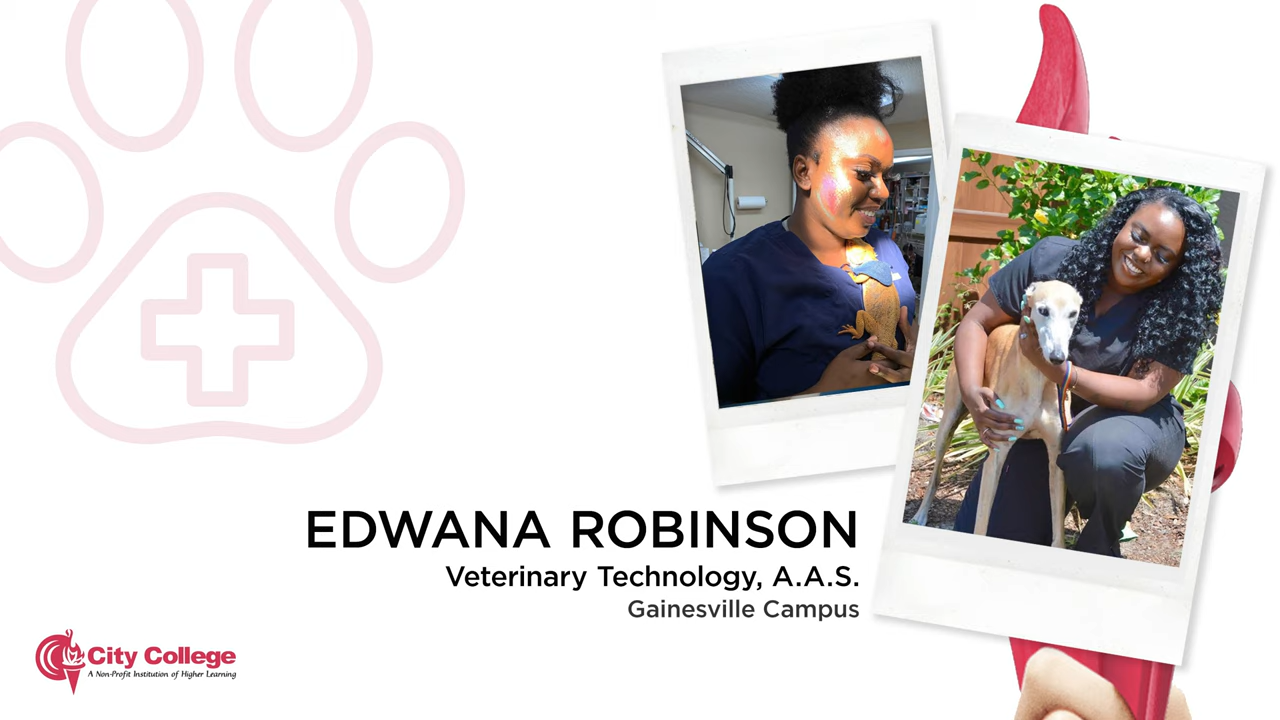 EDWANA ROBINSON
Veterinary Technology, A.A.S.
Gainesville Campus
City College
A Non-Profit Institution of Higher Learning